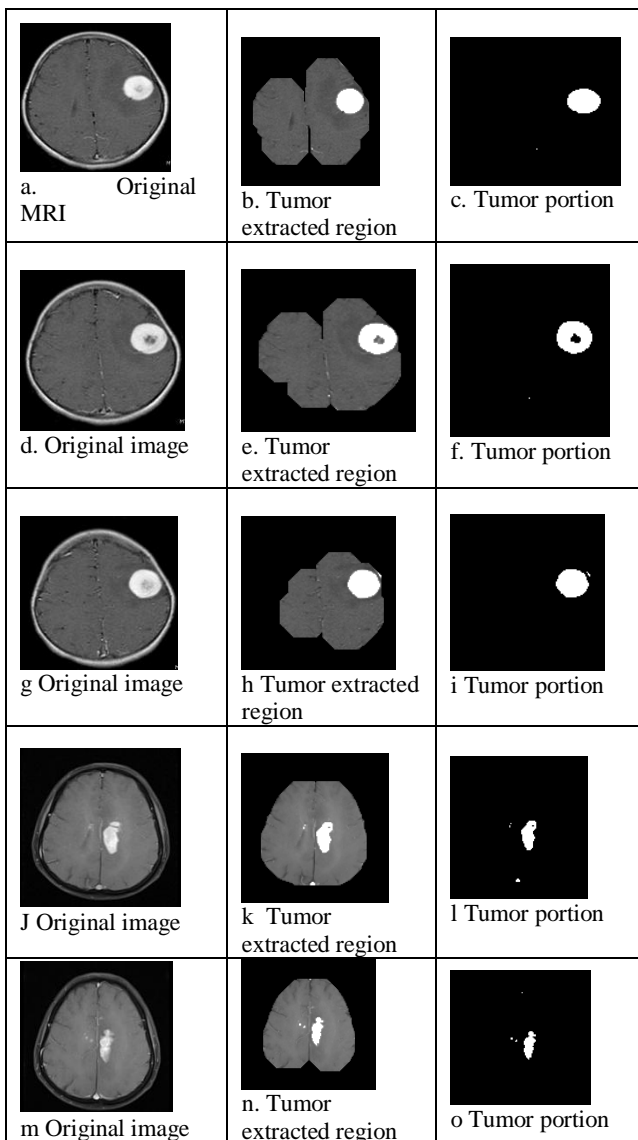 a. Original
MRI
b. Tumor
extracted region
c. Tumor portion
d. Original image
e. Tumor
extracted region
f. Tumor portion
g Original image
h Tumor extracted
region
i Tumor portion
J Original image
k Tumor
extracted region
l Tumor portion
m Original image
n. Tumor
extracted region
o Tumor portion